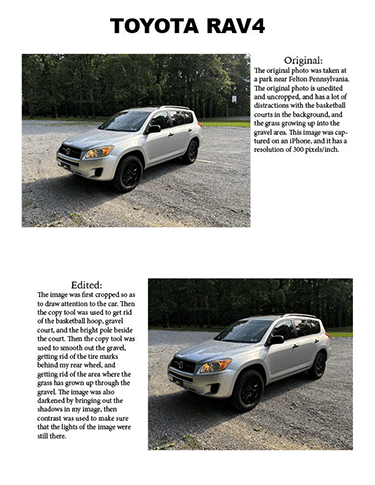 TOYOTA RAV4
Original:
The original photo was taken at
a park near Felton Pennsylvania.
The original photo is unedited
and uncropped, and has a lot of
distractions with the basketball
courts in the background, and
the grass growing up into the
gravel area. This image was cap-
tured on an iPhone, and it has a
resolution of 300 pixels/inch.
Edited:
The image was first cropped so as
to draw attention to the car. Then
the copy tool was used to get rid
of the basketball hoop, gravel
court, and the bright pole beside
the court. Then the copy tool was
used to smooth out the gravel,
getting rid of the tire marks
behind my rear wheel, and
getting rid of the area where the
grass has grown up through the
gravel. The image was also
darkened by bringing out the
shadows in my image, then
contrast was used to make sure
that the lights of the image were
still there.